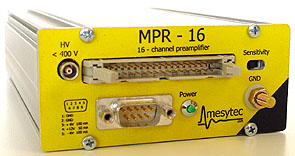 HV
< 400 V
MPR - 16
16 - channel preamplifier
Sensitivity
GND
Power
mesytec